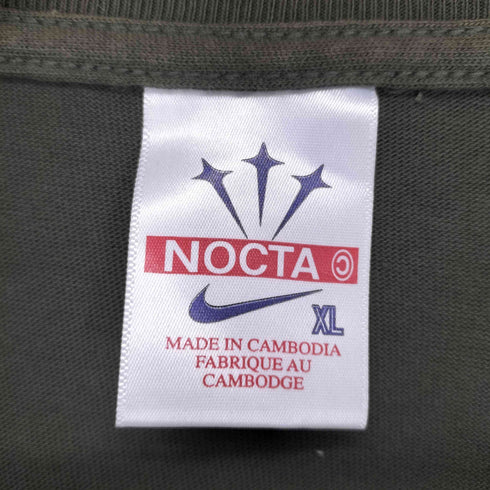 NOCTA ©
XL
MADE IN CAMBODIA
FABRIQUE AU
CAMBODGE